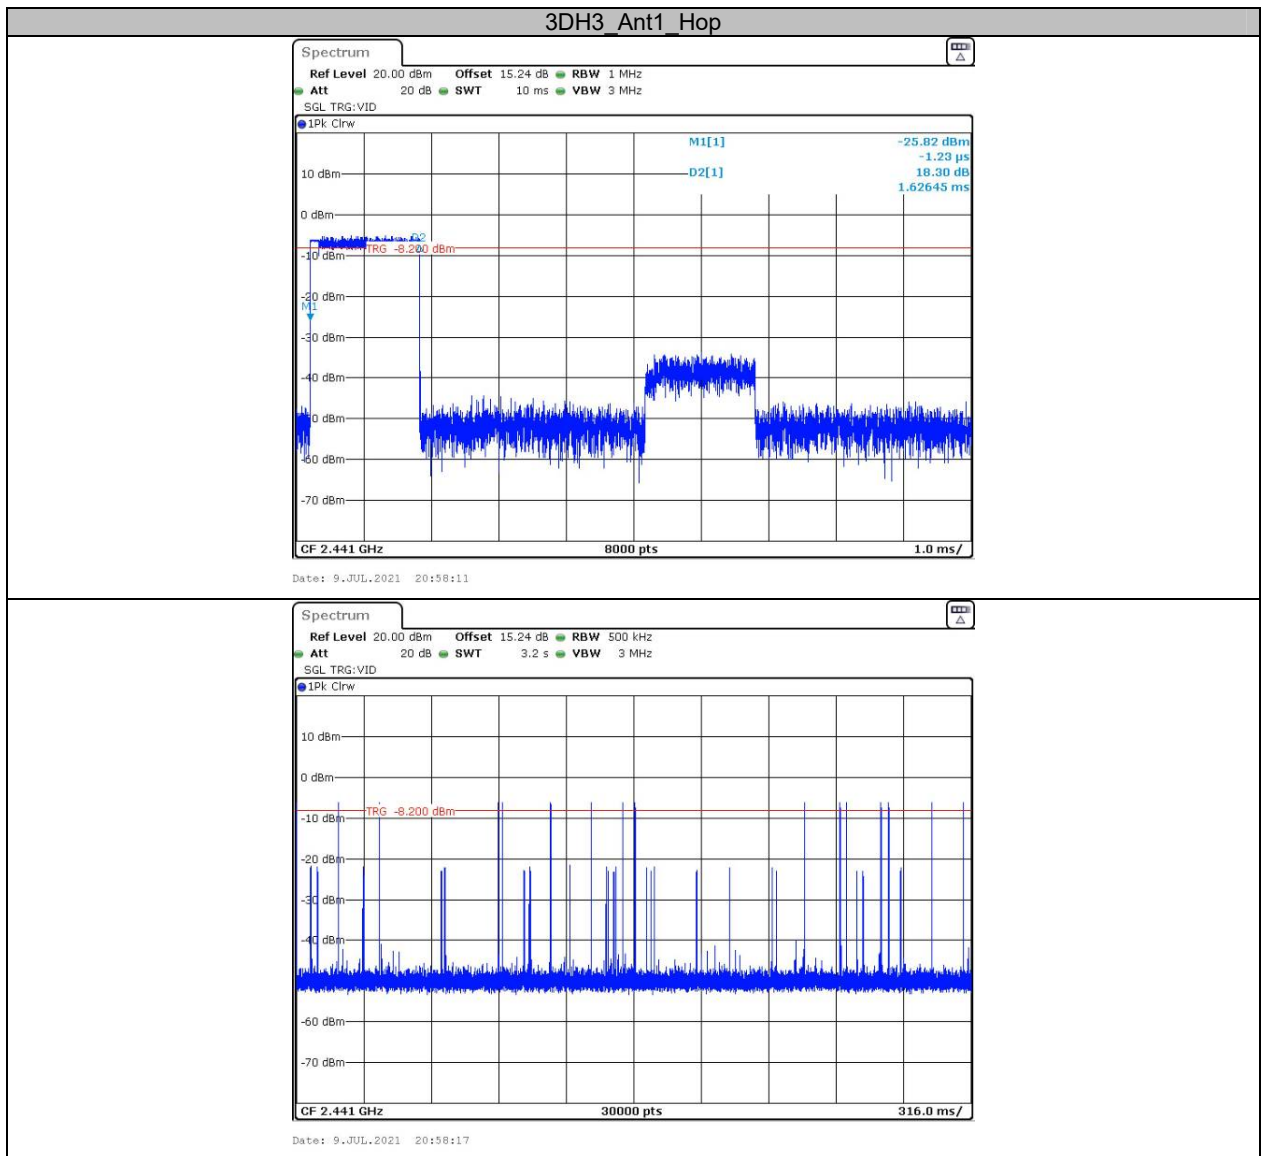 3DH3_Ant1_Hop
Spectrum
Ref Level 20.00 dBm Offset 15.24 dB RBW 1 MHz
Att 20 dB SWT 10 ms VBW 3 MHz
SGL TRG:VID
1Pk Clrw
M1[1] -25.82 dBm
-1.23 µs
10 dBm D2[1] 18.30 dB
1.62645 ms
0 dBm
D2
TRG -8.200 dBm
-10 dBm
-20 dBm
M1
-30 dBm
-40 dBm
0 dBm
-60 dBm
-70 dBm
CF 2.441 GHz 8000 pts 1.0 ms/
Date: 9.JUL.2021 20:58:11
Spectrum
Ref Level 20.00 dBm Offset 15.24 dB RBW 500 kHz
Att 20 dB SWT 3.2 s VBW 3 MHz
SGL TRG:VID
1Pk Clrw
10 dBm
0 dBm
TRG -8.200 dBm
-10 dBm
-20 dBm
-30 dBm
-40 dBm
-60 dBm
-70 dBm
CF 2.441 GHz 30000 pts 316.0 ms/
Date: 9.JUL.2021 20:58:17